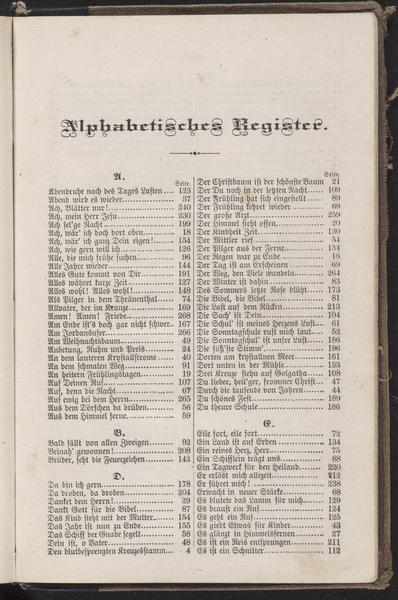 Alphabetisches Register.
A.
Seite.
Abendruhe nach des Tages Lasten .... 123
Abend wird es wieder .... 37
Ach, Blätter nur! .... 240
Ach, mein Herr Jesu .... 230
Ach sel'ge Nacht .... 199
Ach, wär' ich doch dort oben .... 18
Ach, wär' ich ganz Dein eigen! .... 154
Ach, wie gern will ich .... 126
Alle, die mich frühe suchen .... 96
Alle Jahre wieder .... 144
Alles Gute kommt von Dir .... 191
Alles währet kurze Zeit .... 127
Alles wohl! Alles wohl! .... 148
Als Pilger in dem Thränenthal .... 74
Allvater, der im Kranze .... 169
Amen! Amen! Friede .... 268
Am Ende ist's doch gar nicht schwer .... 167
Am Jordanufer .... 266
Am Weihnachtsbaum .... 49
Anbetung, Ruhm und Preis .... 24
An dem lauteren Krystallstrome .... 40
An dem schmalen Weg .... 91
An heitern Frühlingstagen .... 19
Auf Deinen Ruf .... 107
Auf, denn die Nacht .... 67
Auf ewig bei dem Herrn .... 265
Aus dem Dörfchen da drüben .... 56
Aus dem Himmel ferne .... 59
B.
Bald fällt von allen Zweigen .... 92
Beinah' gewonnen! .... 208
Brüder, seht die Feuerzeichen .... 142
D.
Da bin ich gern .... 178
Da droben, da droben .... 204
Danket dem Herrn! .... 29
Dankt Gott für die Bibel .... 87
Das Kind steht mit der Mutter .... 154
Das Jahr ist nun zu Ende .... 155
Das Schiff der Gnade segelt .... 58
Dein ist, o Vater .... 48
Den blutbesprengten Kreuzesstamm .... 4
Seite.
Der Christbaum ist der schönste Baum 21
Der Du noch in der letzten Nacht .... 109
Der Frühling hat sich eingestellt .... 89
Der Frühling kehret wieder .... 69
Der große Arzt .... 259
Der Himmel steht offen .... 20
Der Kindheit Zeit .... 130
Der Mittler rief .... 54
Der Pilger aus der Ferne .... 154
Der Regen war zu Ende .... 18
Der Tag ist am Erscheinen .... 69
Der Weg, den Viele wandeln .... 264
Der Winter ist dahin .... 83
Des Sommers letzte Rose blüht .... 173
Die Bibel, die Bibel .... 81
Die Last auf dem Rücken .... 213
Die Sach' ist Dein .... 104
Die Schul' ist meines Herzens Lust .... 61
Die Sonntagschule ruft mich laut .... 52
Die Sonntagschul' ist unsre Lust .... 186
Die süß'ste Stimm' .... 196
Dorten am krystallnen Meer .... 161
Dort unten in der Mühle .... 133
Drei Kreuze stehn auf Golgatha .... 108
Du lieber, heil'ger, frommer Christ .... 47
Durch die tausende von Jahren .... 44
Du schönes Fest .... 189
Du theure Schule .... 186
E.
Eile fort, eile fort .... 72
Ein Land ist auf Erden .... 134
Ein reines Herz, Herr .... 75
Ein Schifflein trägt uns .... 88
Ein Tagwerk für den Heiland .... 220
Er erlöst mich allezeit .... 212
Er führet mich! .... 238
Erwacht in neuer Stärke .... 68
Es blutete das Lamm für mich .... 129
Es braust ein Ruf .... 124
Es geht ein Ruf .... 125
Es giebt Etwas für Kinder .... 43
Es glänzt in Himmelsfernen .... 27
Es ist ein Reis entsprungen .... 211
Es ist ein Schnitter .... 112